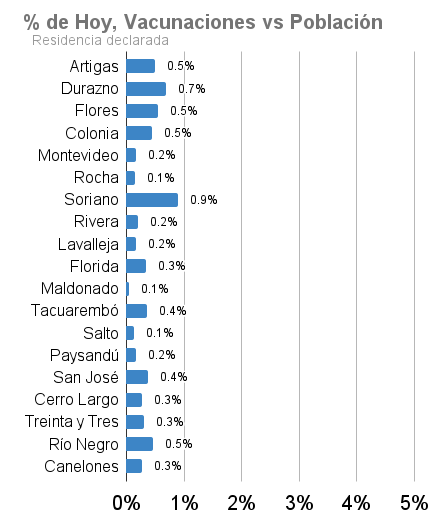 % de Hoy, Vacunaciones vs Población
Residencia declarada
Artigas 0.5%
Durazno 0.7%
Flores 0.5%
Colonia 0.5%
Montevideo 0.2%
Rocha 0.1%
Soriano 0.9%
Rivera 0.2%
Lavalleja 0.2%
Florida 0.3%
Maldonado 0.1%
Tacuarembó 0.4%
Salto 0.1%
Paysandú 0.2%
San José 0.4%
Cerro Largo 0.3%
Treinta y Tres 0.3%
Río Negro 0.5%
Canelones 0.3%
0% 1% 2% 3% 4% 5%